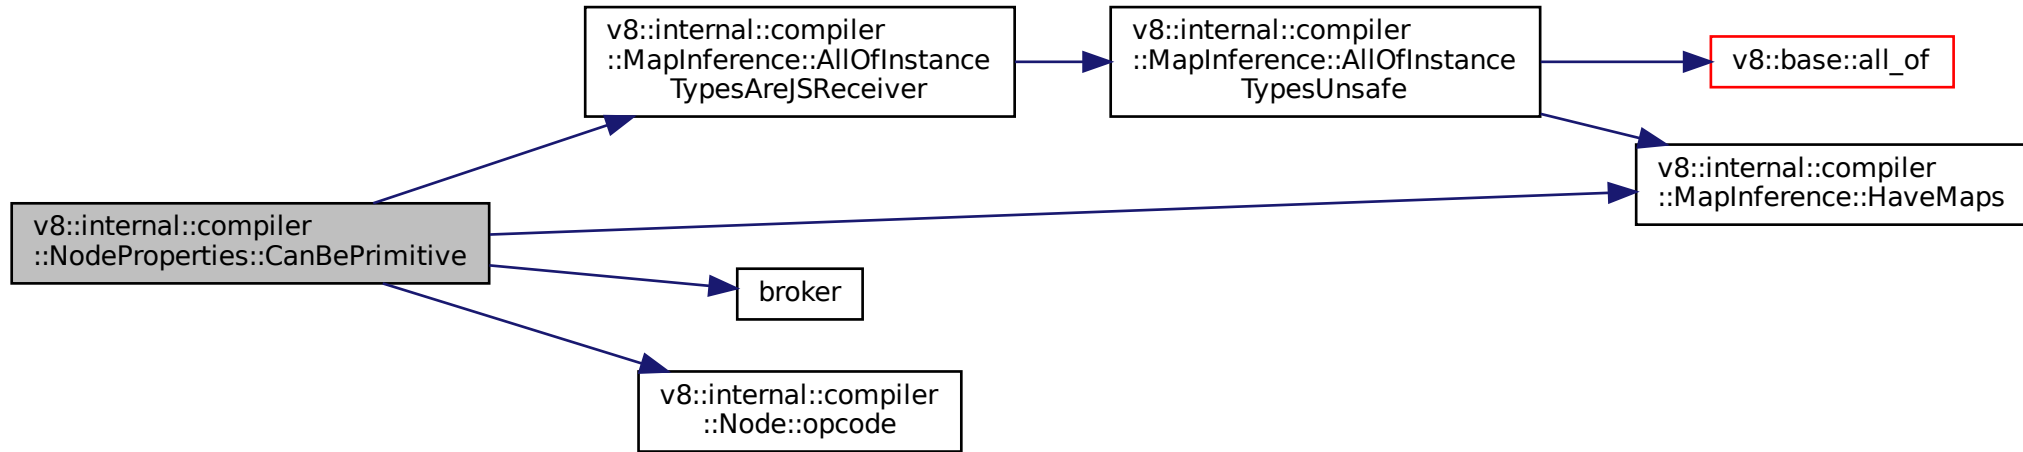 v8::internal::compiler
::NodeProperties::CanBePrimitive
v8::internal::compiler
::MapInference::AllOfInstance
TypesAreJSReceiver
v8::internal::compiler
::MapInference::AllOfInstance
TypesUnsafe
v8::base::all_of
v8::internal::compiler
::MapInference::HaveMaps
broker
v8::internal::compiler
::Node::opcode